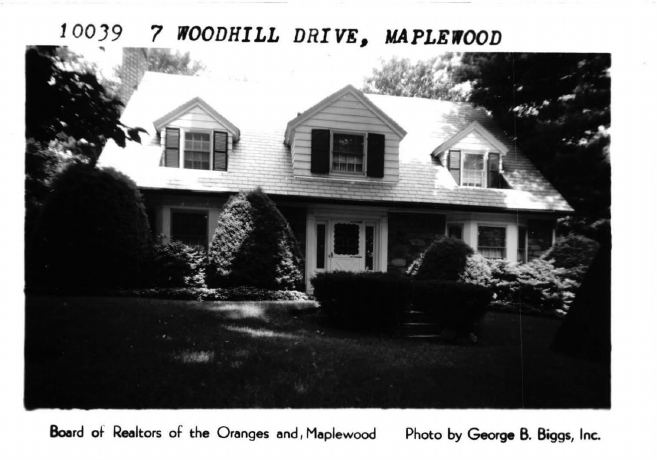 10039 7 WOODHILL DRIVE, MAPLEWOOD
Board of Realtors of the Oranges and, Maplewood Photo by George B. Biggs, Inc.